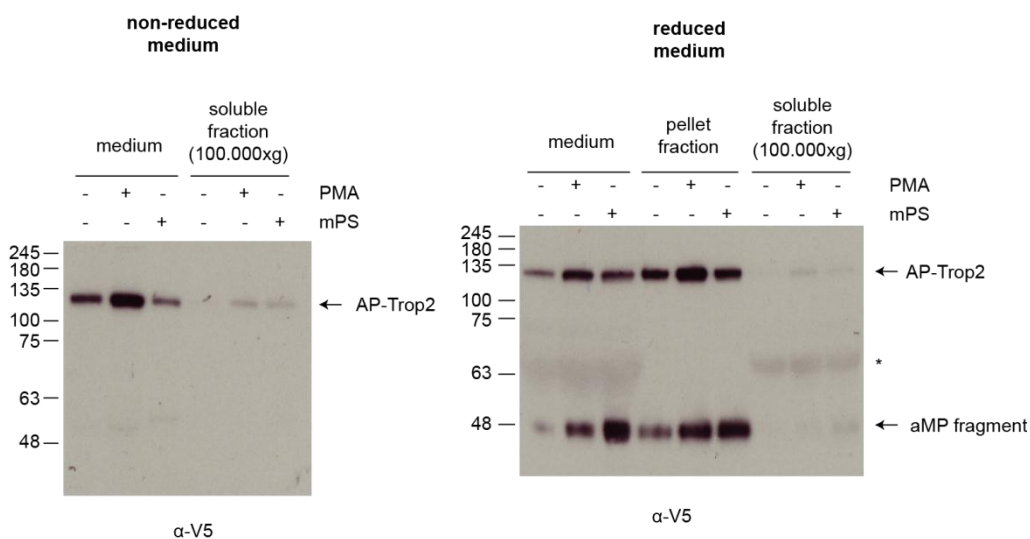 non-reduced
medium
soluble
fraction
(100.000xg)
medium
- + - - + - PMA
- - + - - + mPS
245
180
135
100
75
63
48
← AP-Trop2
α-V5
reduced
medium
soluble
fraction
(100.000xg)
pellet
fraction
medium
- + - - + - - + - PMA
- - + - - + - - + mPS
245
180
135
100
75
63
48
← AP-Trop2
*
← aMP fragment
α-V5